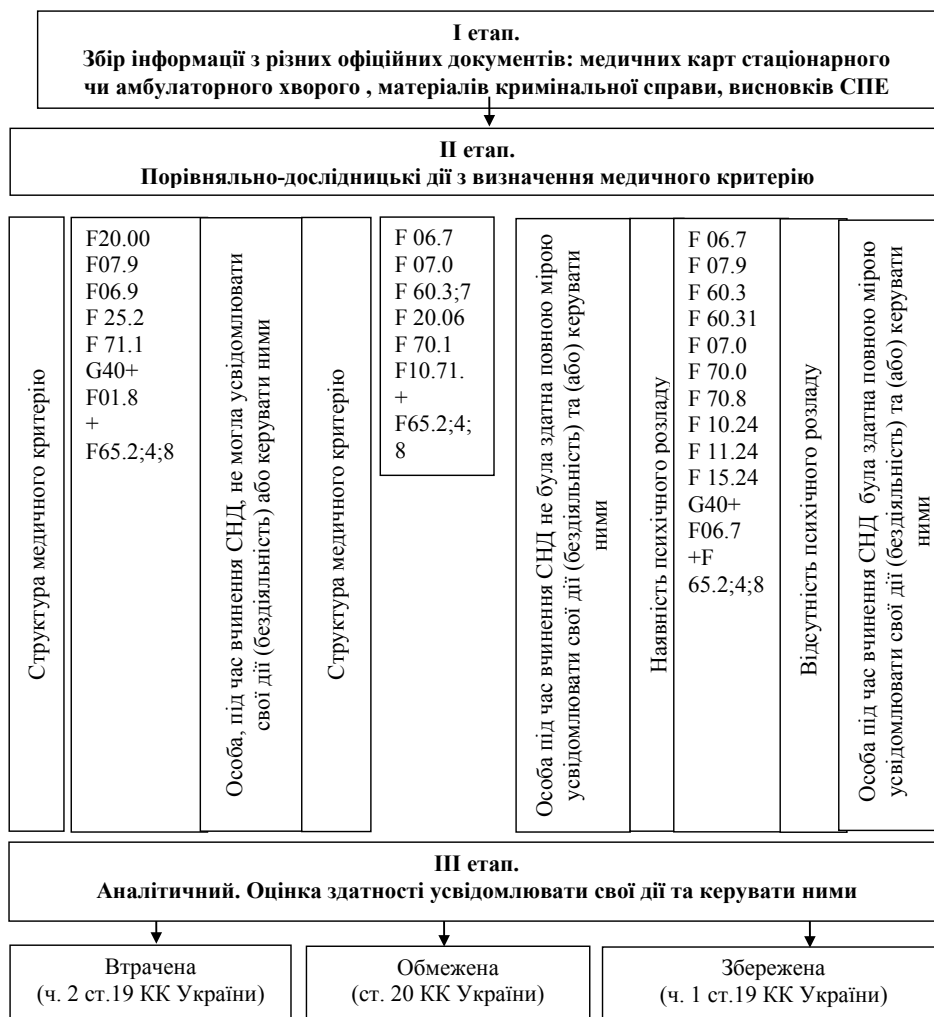 І етап.
Збір інформації з різних офіційних документів: медичних карт стаціонарного
чи амбулаторного хворого , матеріалів кримінальної справи, висновків СПЕ
ІІ етап.
Порівняльно-дослідницькі дії з визначення медичного критерію
Структура медичного критерію
F20.00
F07.9
F06.9
F 25.2
F 71.1
G40+
F01.8
+
F65.2;4;8
Особа, під час вчинення СНД, не могла усвідомлювати
свої дії (бездіяльність) або керувати ними
Структура медичного критерію
F 06.7
F 07.0
F 60.3;7
F 20.06
F 70.1
F10.71.
+
F65.2;4;
8
Особа під час вчинення СНД не була здатна повною мірою
усвідомлювати свої дії (бездіяльність) та (або) керувати
ними
Наявність психічного розладу
F 06.7
F 07.9
F 60.3
F 60.31
F 07.0
F 70.0
F 70.8
F 10.24
F 11.24
F 15.24
G40+
F06.7
+F
65.2;4;8
Відсутність психічного розладу
Особа під час вчинення СНД  була здатна повною мірою
усвідомлювати свої дії (бездіяльність) та (або) керувати
ними
ІІІ етап.
Аналітичний. Оцінка здатності усвідомлювати свої дії та керувати ними
Втрачена
(ч. 2 ст.19 КК України)
Обмежена
(ст. 20 КК України)
Збережена
(ч. 1 ст.19 КК України)